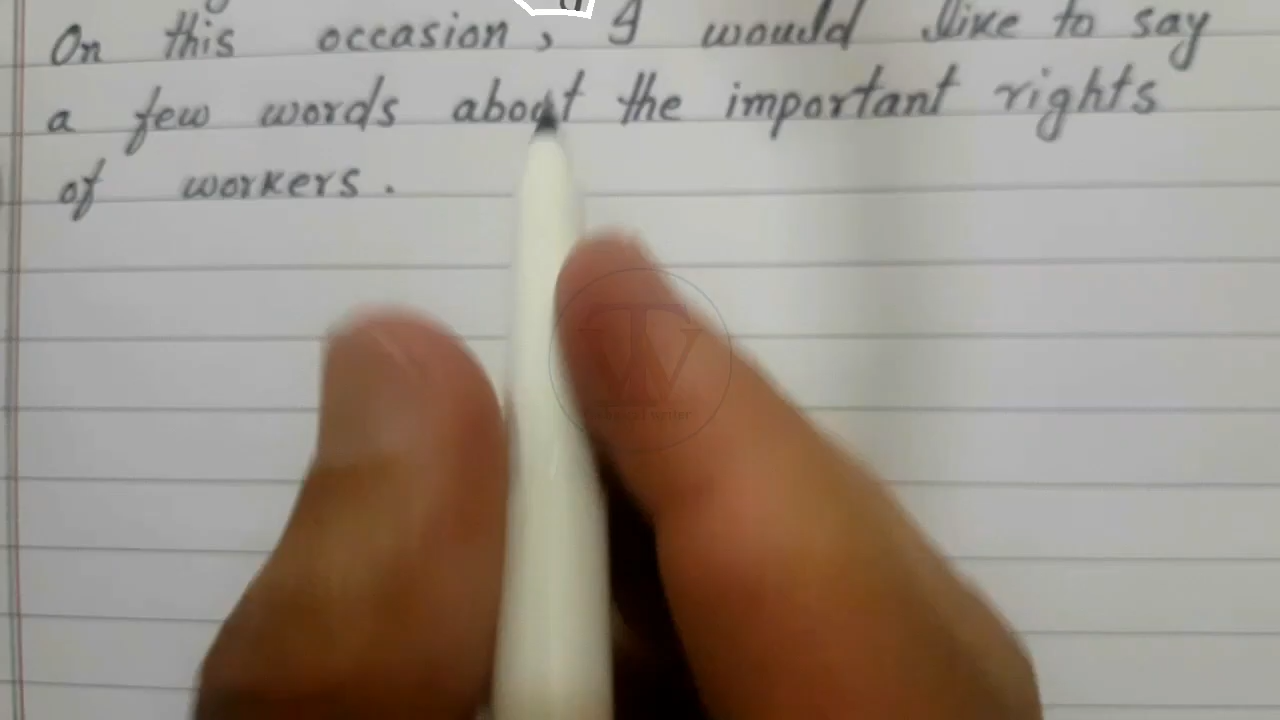 On this occasion, I would like to say
a few words about the important rights
of workers.